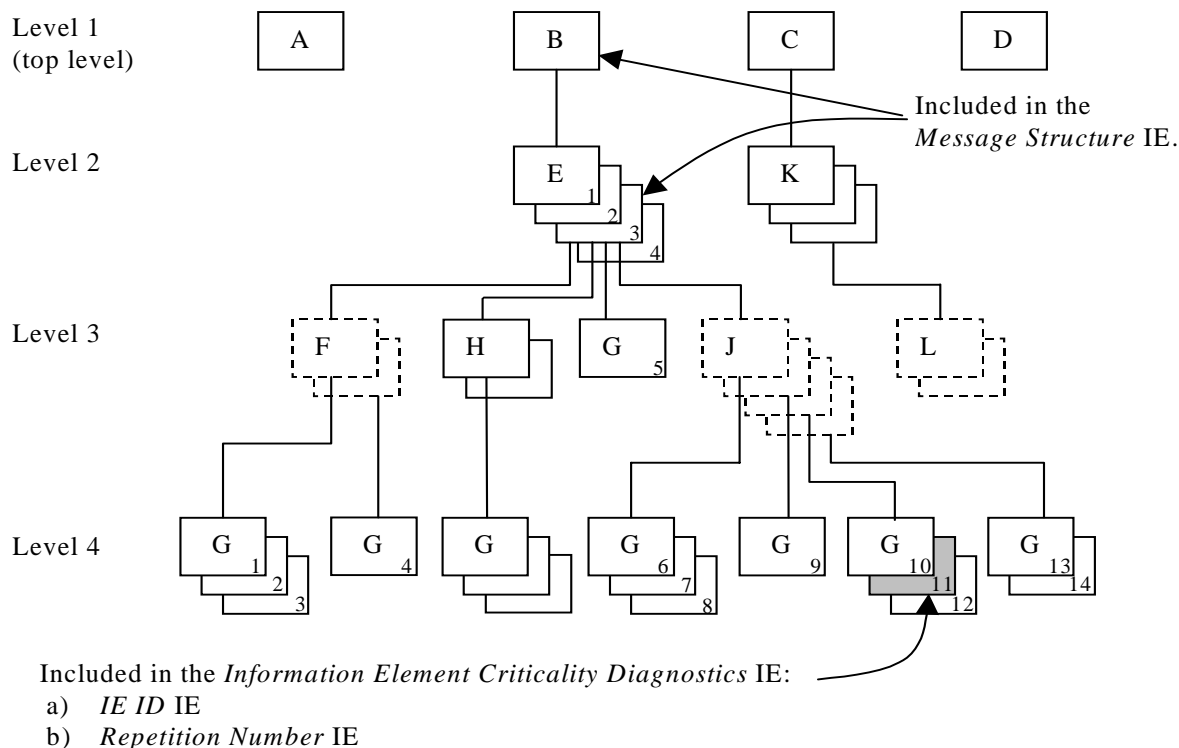 Level 1
(top level)
A
B
C
D
Included in the
Message Structure IE.
Level 2
E
1
2
3
4
K
Level 3
F
H
G
5
J
L
Level 4
G
1
2
3
G
4
G
G
6
7
8
G
9
G
10
11
12
G
13
14
Included in the Information Element Criticality Diagnostics IE:
a) IE ID IE
b) Repetition Number IE